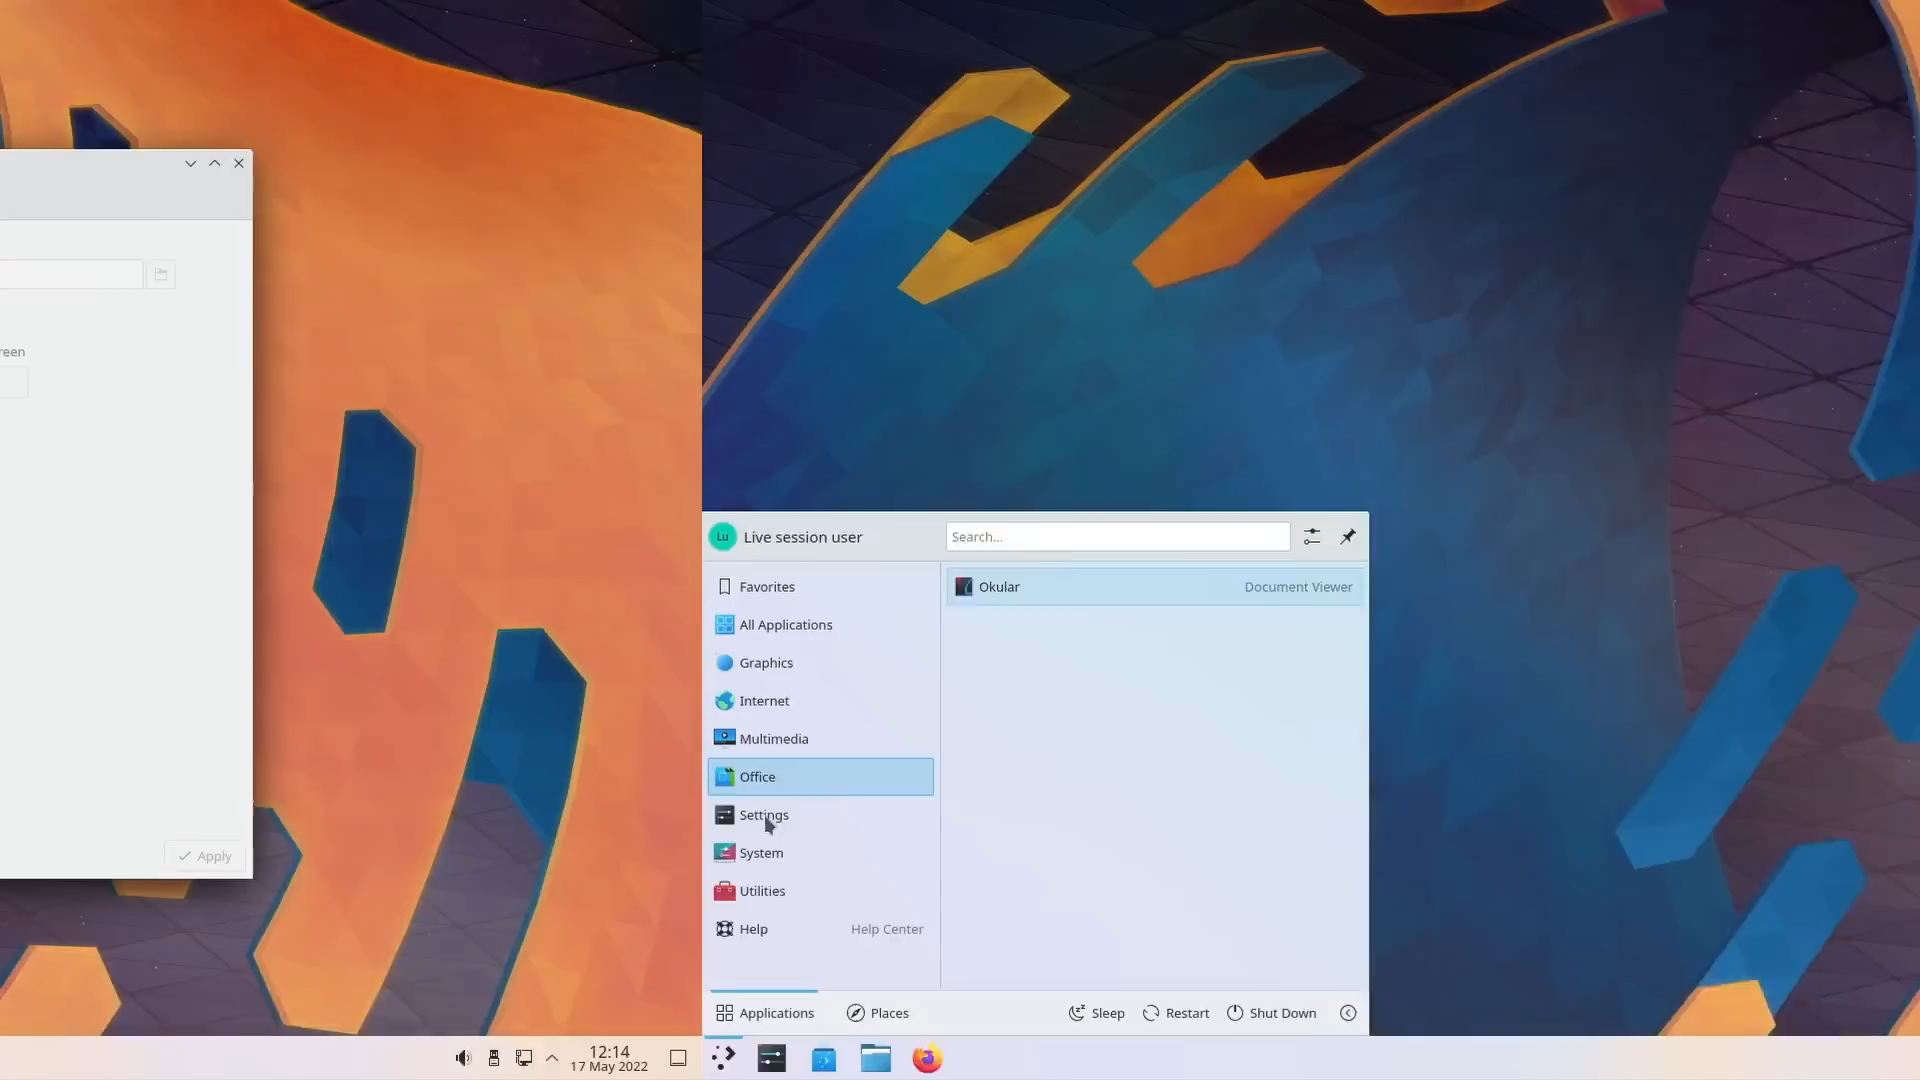 reen
Apply
12:14
17 May 2022
Lu
Live session user
Search...
Favorites
All Applications
Graphics
Internet
Multimedia
Office
Settings
System
Utilities
Help Help Center
Okular Document Viewer
Applications Places Sleep Restart Shut Down